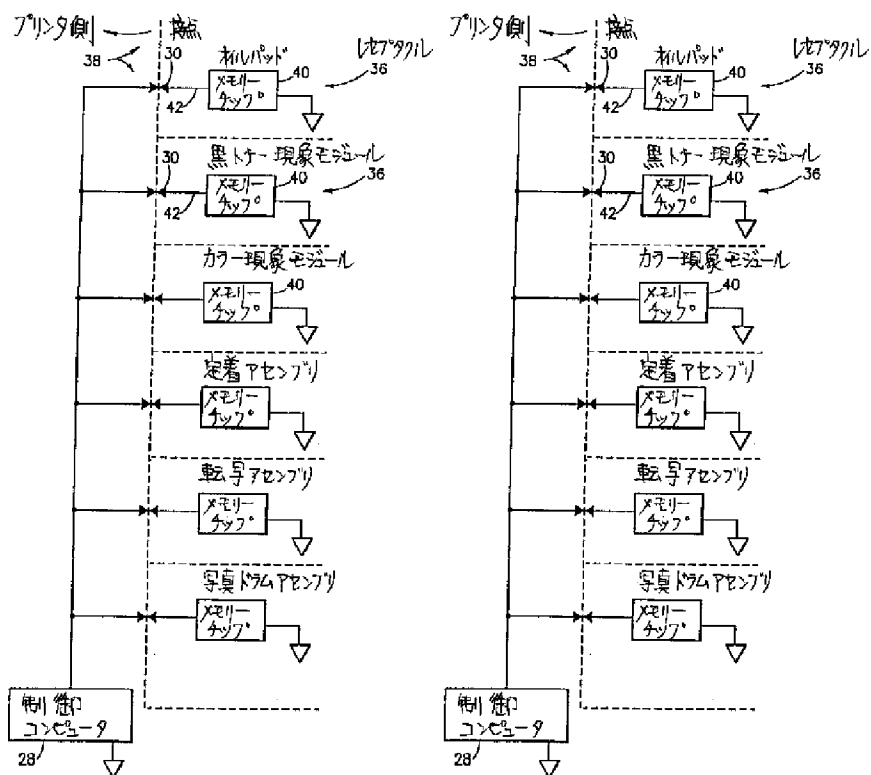 プリンタ側 接点
38 30 オイルパッド 40 レセプタクル
メモリー
チップ
42 36
黒トナー現象モジュール
30 メモリー 40 36
チップ
42
カラー現象モジュール
メモリー 40
チップ
定着アセンブリ
メモリー
チップ
転写アセンブリ
メモリー
チップ
写真ドラムアセンブリ
メモリー
チップ
制御
コンピュータ
28
プリンタ側 接点
38 30 オイルパッド 40 レセプタクル
メモリー
チップ
42 36
黒トナー現象モジュール
30 メモリー 40 36
チップ
42
カラー現象モジュール
メモリー 40
チップ
定着アセンブリ
メモリー
チップ
転写アセンブリ
メモリー
チップ
写真ドラムアセンブリ
メモリー
チップ
制御
コンピュータ
28